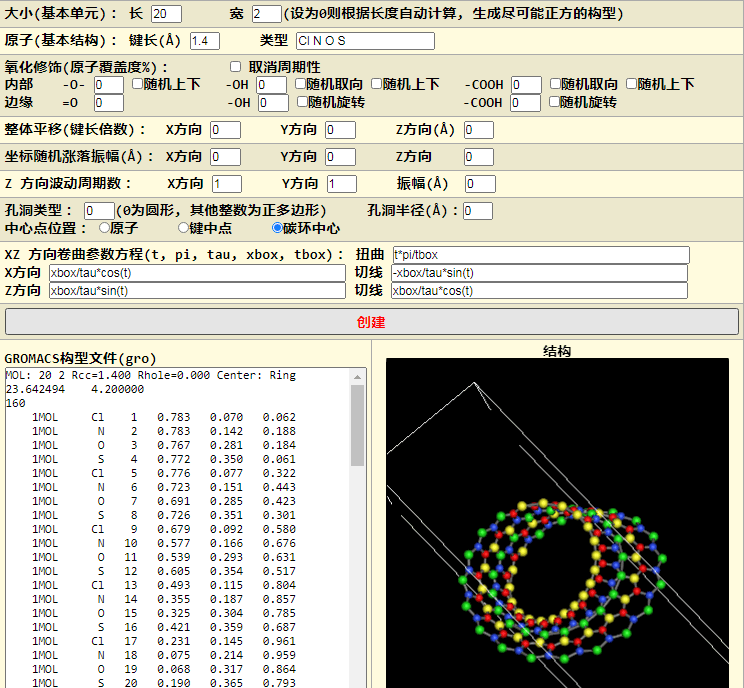 大小(基本单元): 长 20 宽 2 (设为0则根据长度自动计算, 生成尽可能正方的构型)
原子(基本结构): 键长(Å) 1.4 类型 Cl N O S
氧化修饰(原子覆盖度%): 取消周期性
内部 -O- 0 随机上下 -OH 0 随机取向 随机上下 -COOH 0 随机取向 随机上下
边缘 =O 0 -OH 0 随机旋转 -COOH 0 随机旋转
整体平移(键长倍数): X方向 0 Y方向 0 Z方向(Å) 0
坐标随机涨落振幅(Å): X方向 0 Y方向 0 Z方向 0
Z 方向波动周期数: X方向 1 Y方向 1 振幅(Å) 0
孔洞类型: 0 (0为圆形, 其他整数为正多边形) 孔洞半径(Å): 0
中心点位置: 原子 键中点 碳环中心
XZ 方向卷曲参数方程(t, pi, tau, xbox, tbox): 扭曲 t*pi/tbox
X方向 xbox/tau*cos(t) 切线 -xbox/tau*sin(t)
Z方向 xbox/tau*sin(t) 切线 xbox/tau*cos(t)
创建
GROMACS构型文件(gro)
结构
MOL: 20 2 Rcc=1.400 Rhole=0.000 Center: Ring
23.642494 4.200000
160
1MOL Cl 1 0.783 0.070 0.062
1MOL N 2 0.783 0.142 0.188
1MOL O 3 0.767 0.281 0.184
1MOL S 4 0.772 0.350 0.061
1MOL Cl 5 0.776 0.077 0.322
1MOL N 6 0.723 0.151 0.443
1MOL O 7 0.691 0.285 0.423
1MOL S 8 0.726 0.351 0.301
1MOL Cl 9 0.679 0.092 0.580
1MOL N 10 0.577 0.166 0.676
1MOL O 11 0.539 0.293 0.631
1MOL S 12 0.605 0.354 0.517
1MOL Cl 13 0.493 0.115 0.804
1MOL N 14 0.355 0.187 0.857
1MOL O 15 0.325 0.304 0.785
1MOL S 16 0.421 0.359 0.687
1MOL Cl 17 0.231 0.145 0.961
1MOL N 18 0.075 0.214 0.959
1MOL O 19 0.068 0.317 0.864
1MOL S 20 0.190 0.365 0.793